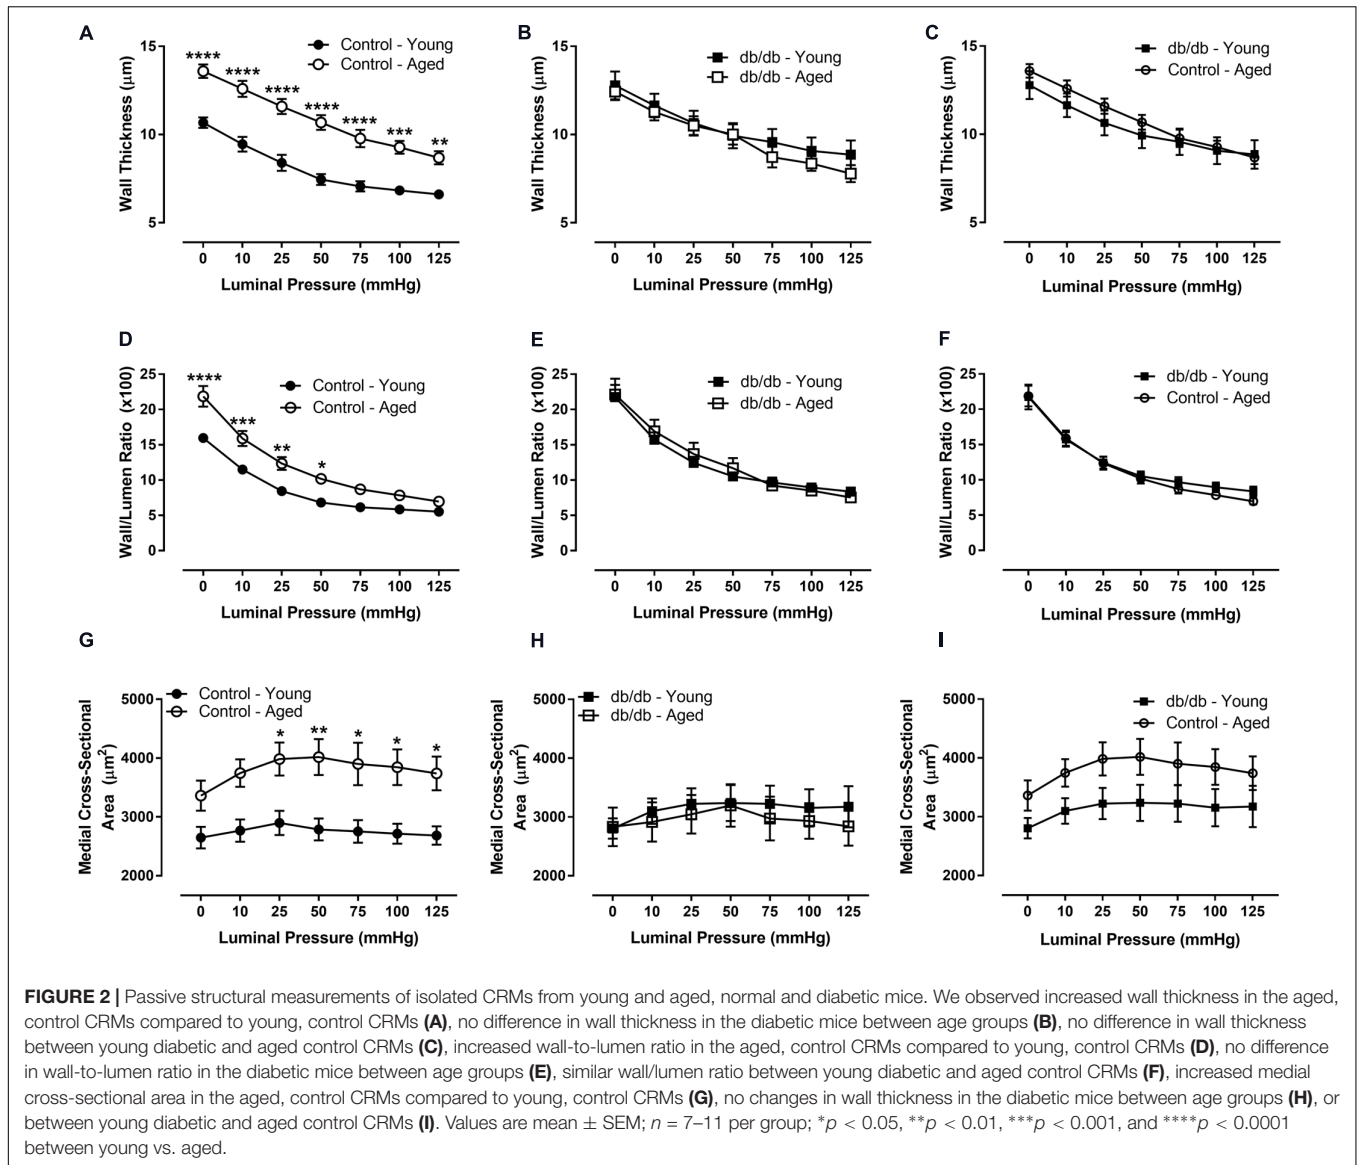 A
Control - Young
Control - Aged
**** **** **** **** **** *** **
Wall Thickness (μm)
15
10
5
0 10 25 50 75 100 125
Luminal Pressure (mmHg)
B
db/db - Young
db/db - Aged
Wall Thickness (μm)
15
10
5
0 10 25 50 75 100 125
Luminal Pressure (mmHg)
C
db/db - Young
Control - Aged
Wall Thickness (μm)
15
10
5
0 10 25 50 75 100 125
Luminal Pressure (mmHg)
D
Control - Young
Control - Aged
**** *** ** *
Wall/Lumen Ratio (x100)
25
20
15
10
5
0
0 10 25 50 75 100 125
Luminal Pressure (mmHg)
E
db/db - Young
db/db - Aged
Wall/Lumen Ratio (x100)
25
20
15
10
5
0
0 10 25 50 75 100 125
Luminal Pressure (mmHg)
F
db/db - Young
Control - Aged
Wall/Lumen Ratio (x100)
25
20
15
10
5
0
0 10 25 50 75 100 125
Luminal Pressure (mmHg)
G
Control - Young
Control - Aged
* ** * * *
Medial Cross-Sectional
Area (μm²)
5000
4000
3000
2000
0 10 25 50 75 100 125
Luminal Pressure (mmHg)
H
db/db - Young
db/db - Aged
Medial Cross-Sectional
Area (μm²)
5000
4000
3000
2000
0 10 25 50 75 100 125
Luminal Pressure (mmHg)
I
db/db - Young
Control - Aged
Medial Cross-Sectional
Area (μm²)
5000
4000
3000
2000
0 10 25 50 75 100 125
Luminal Pressure (mmHg)
FIGURE 2 | Passive structural measurements of isolated CRMs from young and aged, normal and diabetic mice. We observed increased wall thickness in the aged,
control CRMs compared to young, control CRMs (A), no difference in wall thickness in the diabetic mice between age groups (B), no difference in wall thickness
between young diabetic and aged control CRMs (C), increased wall-to-lumen ratio in the aged, control CRMs compared to young, control CRMs (D), no difference
in wall-to-lumen ratio in the diabetic mice between age groups (E), similar wall/lumen ratio between young diabetic and aged control CRMs (F), increased medial
cross-sectional area in the aged, control CRMs compared to young, control CRMs (G), no changes in wall thickness in the diabetic mice between age groups (H), or
between young diabetic and aged control CRMs (I). Values are mean ± SEM; n = 7–11 per group; *p < 0.05, **p < 0.01, ***p < 0.001, and ****p < 0.0001
between young vs. aged.